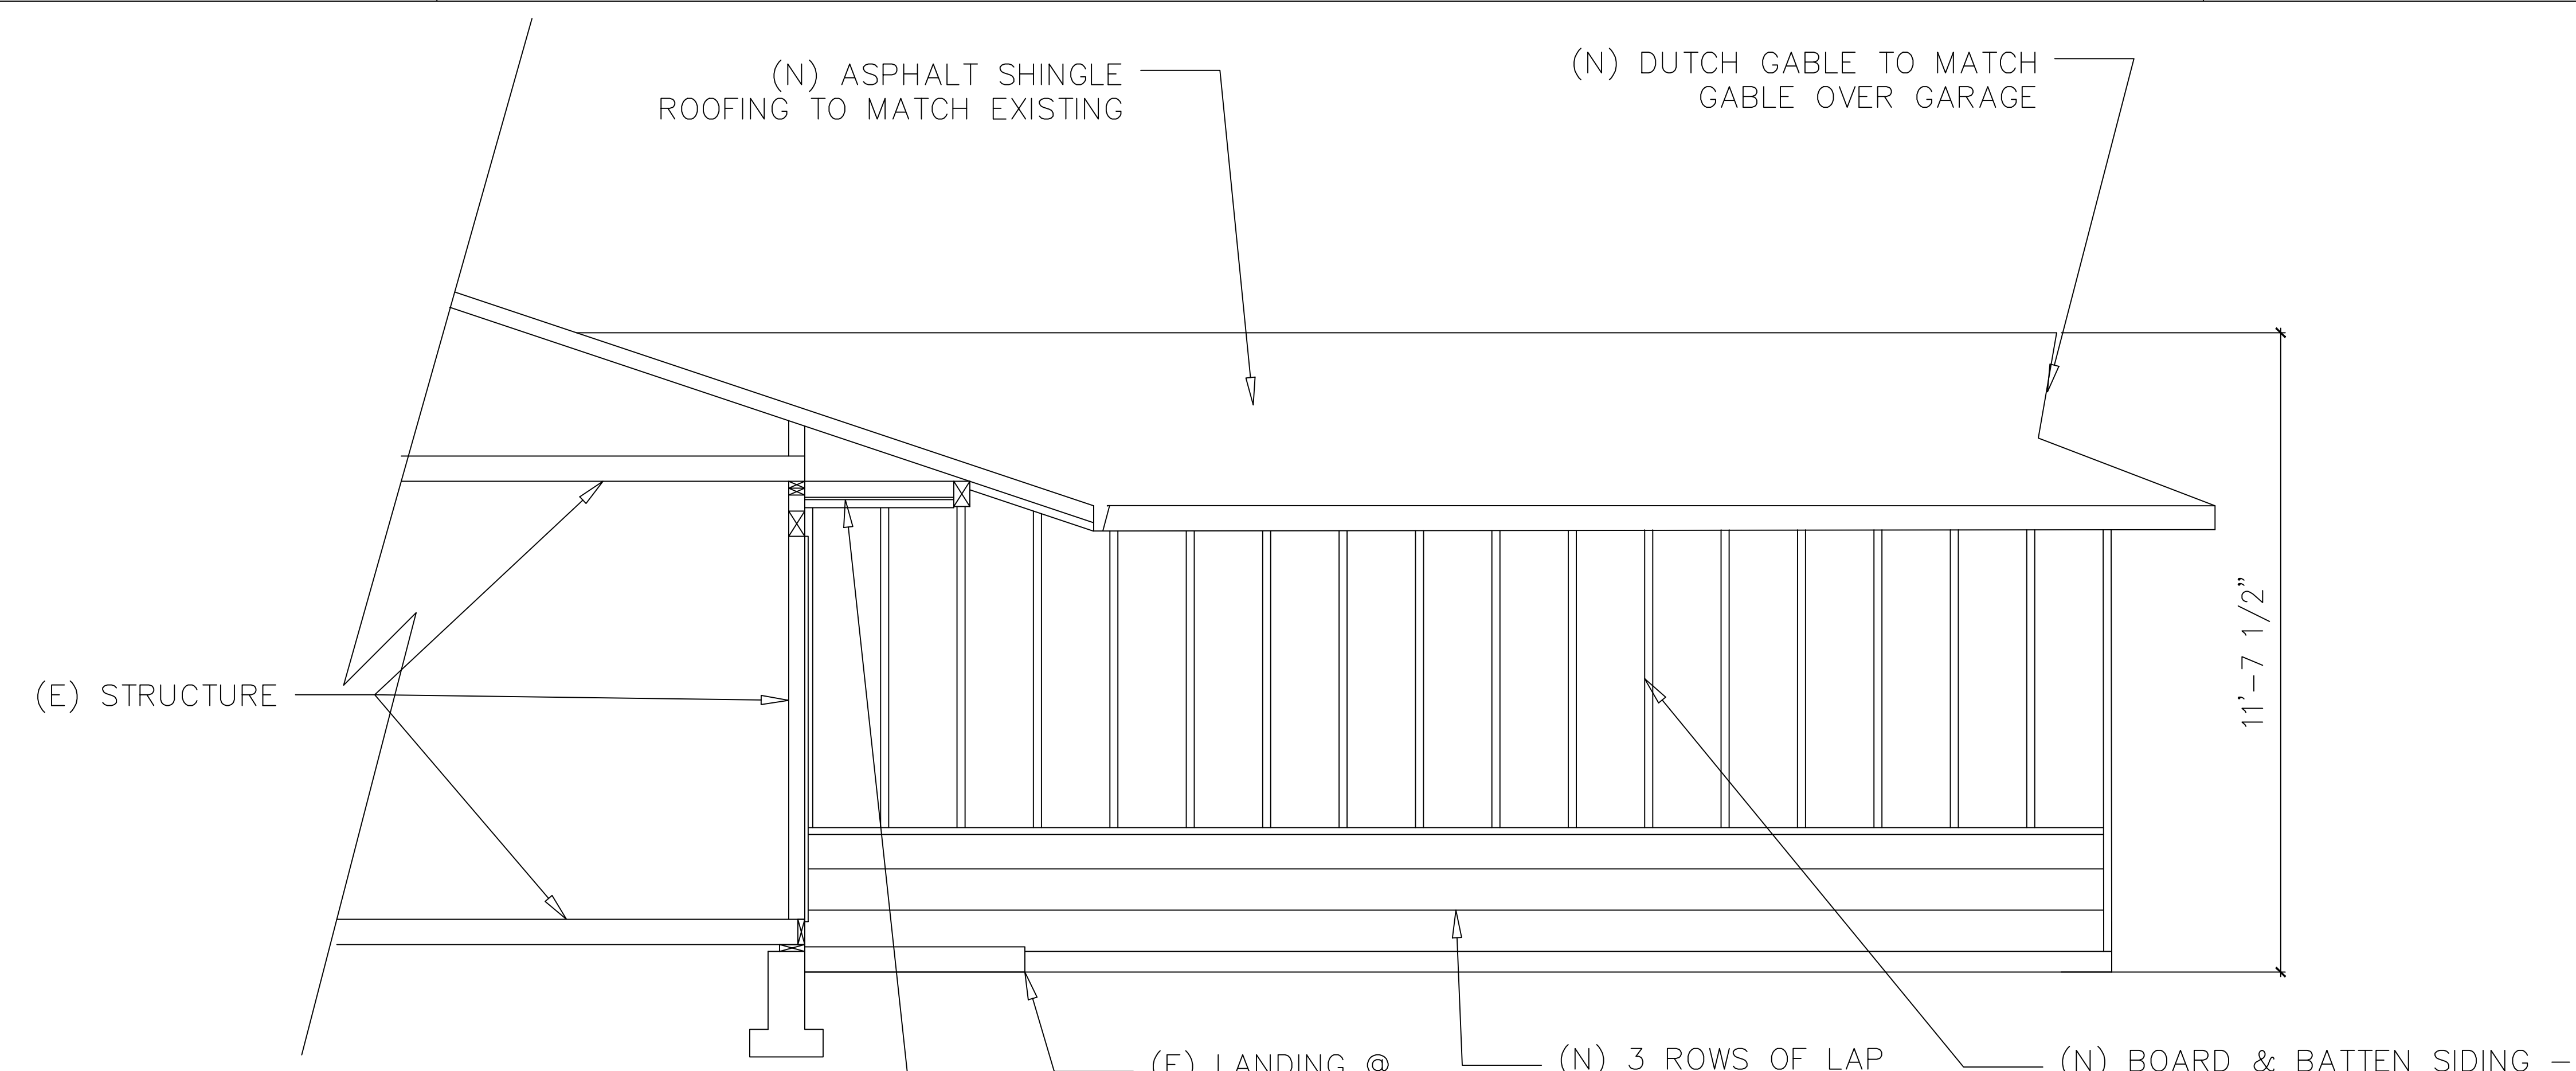 (N) ASPHALT SHINGLE
ROOFING TO MATCH EXISTING
(N) DUTCH GABLE TO MATCH
GABLE OVER GARAGE
(E) STRUCTURE
11'-7 1/2"
(E) LANDING @
(N) 3 ROWS OF LAP
(N) BOARD & BATTEN SIDING -